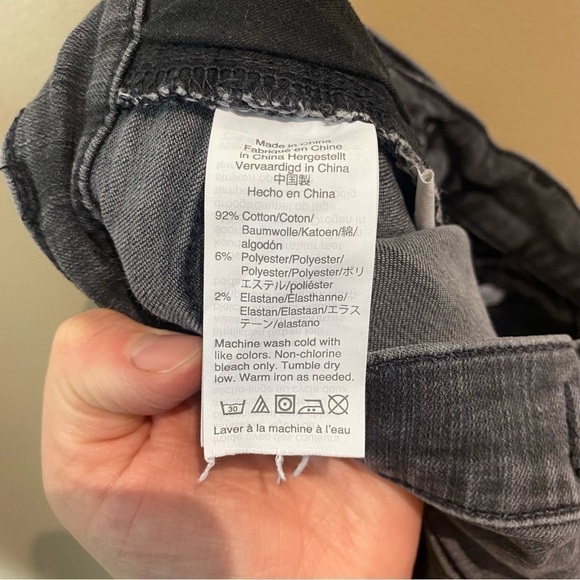 Made in China
Fabriqué en Chine
In China Hergestellt
Vervaardigd in China
中国製
Hecho en China
92% Cotton/Coton/
Baumwolle/Katoen/綿/
algodón
6% Polyester/Polyester/
Polyester/Polyester/ポリ
エステル/poliéster
2% Elastane/Élasthanne/
Elastan/Elastaan/エラス
テーン/elastano
Machine wash cold with
like colors. Non-chlorine
bleach only. Tumble dry
low. Warm iron as needed.
30
Laver à la machine à l'eau